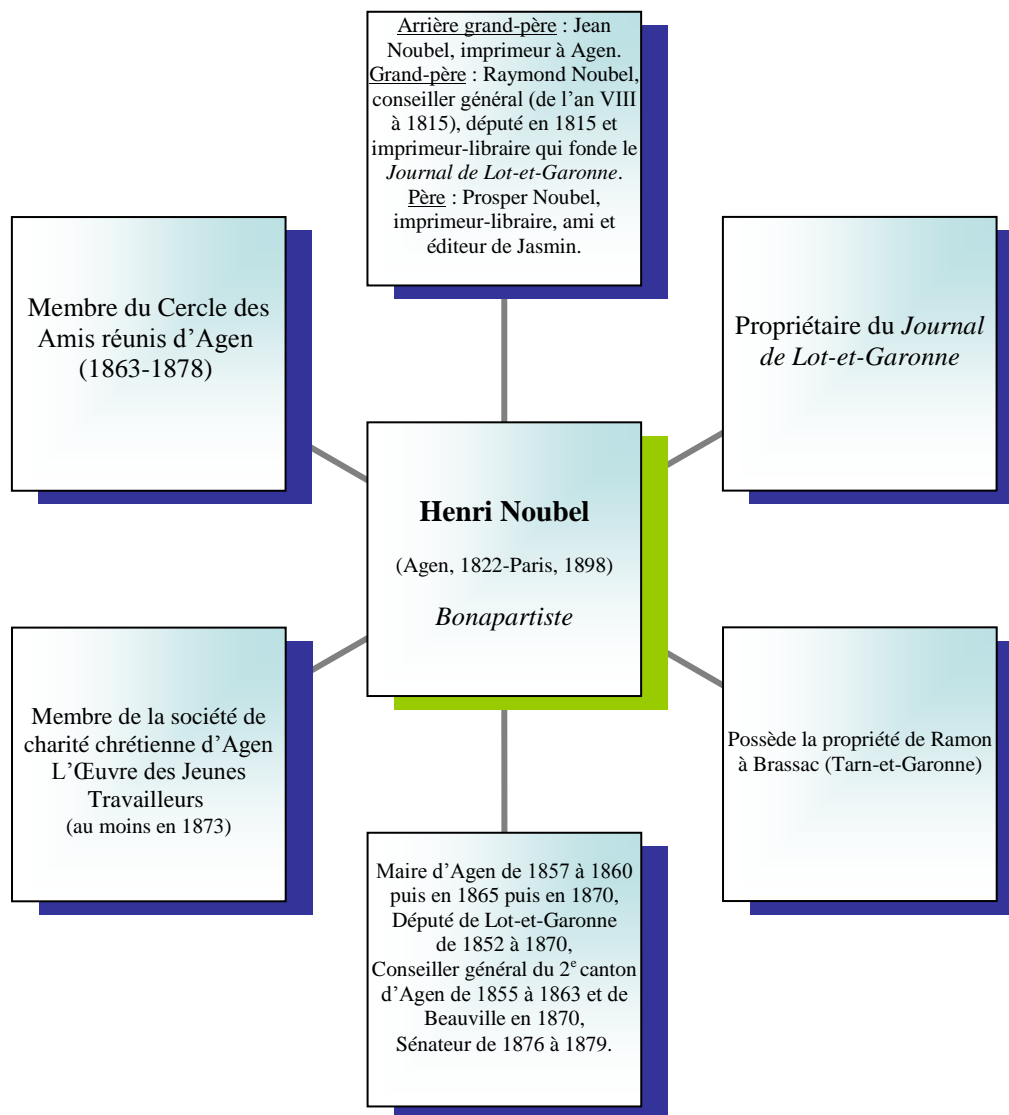 Arrière grand-père : Jean
Noubel, imprimeur à Agen.
Grand-père : Raymond Noubel,
conseiller général (de l’an VIII
à 1815), député en 1815 et
imprimeur-libraire qui fonde le
Journal de Lot-et-Garonne.
Père : Prosper Noubel,
imprimeur-libraire, ami et
éditeur de Jasmin.
Membre du Cercle des
Amis réunis d’Agen
(1863-1878)
Propriétaire du Journal
de Lot-et-Garonne
Henri Noubel
(Agen, 1822-Paris, 1898)
Bonapartiste
Membre de la société de
charité chrétienne d’Agen
L’Œuvre des Jeunes
Travailleurs
(au moins en 1873)
Possède la propriété de Ramon
à Brassac (Tarn-et-Garonne)
Maire d’Agen de 1857 à 1860
puis en 1865 puis en 1870,
Député de Lot-et-Garonne
de 1852 à 1870,
Conseiller général du 2e canton
d’Agen de 1855 à 1863 et de
Beauville en 1870,
Sénateur de 1876 à 1879.